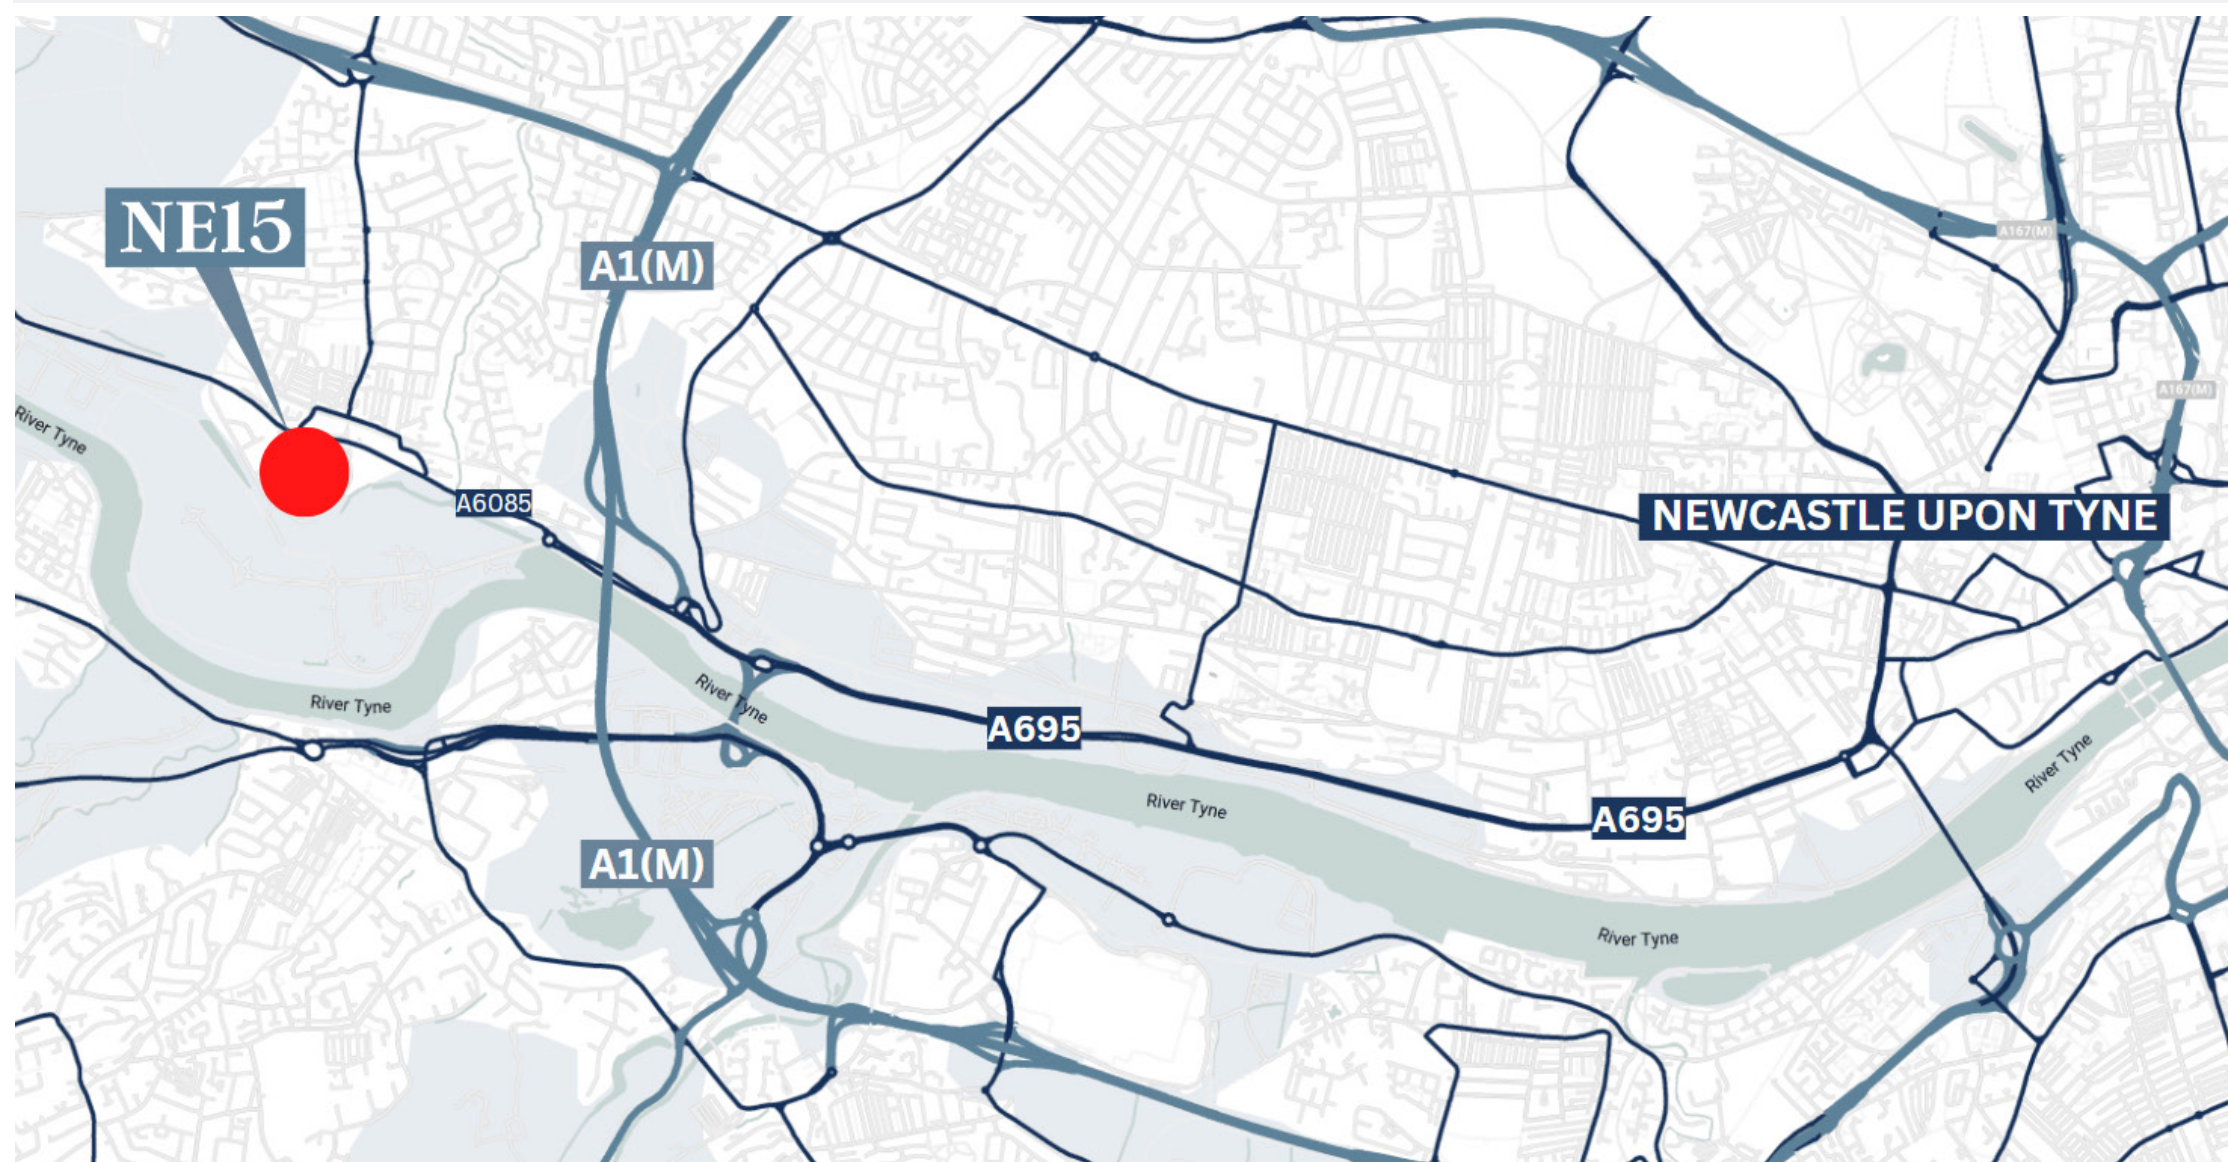 NE15
A167(M)
A1(M)
A167(M)
River Tyne
A6085
NEWCASTLE UPON TYNE
River Tyne
River Tyne
A695
River Tyne
River Tyne
A695
A1(M)
River Tyne